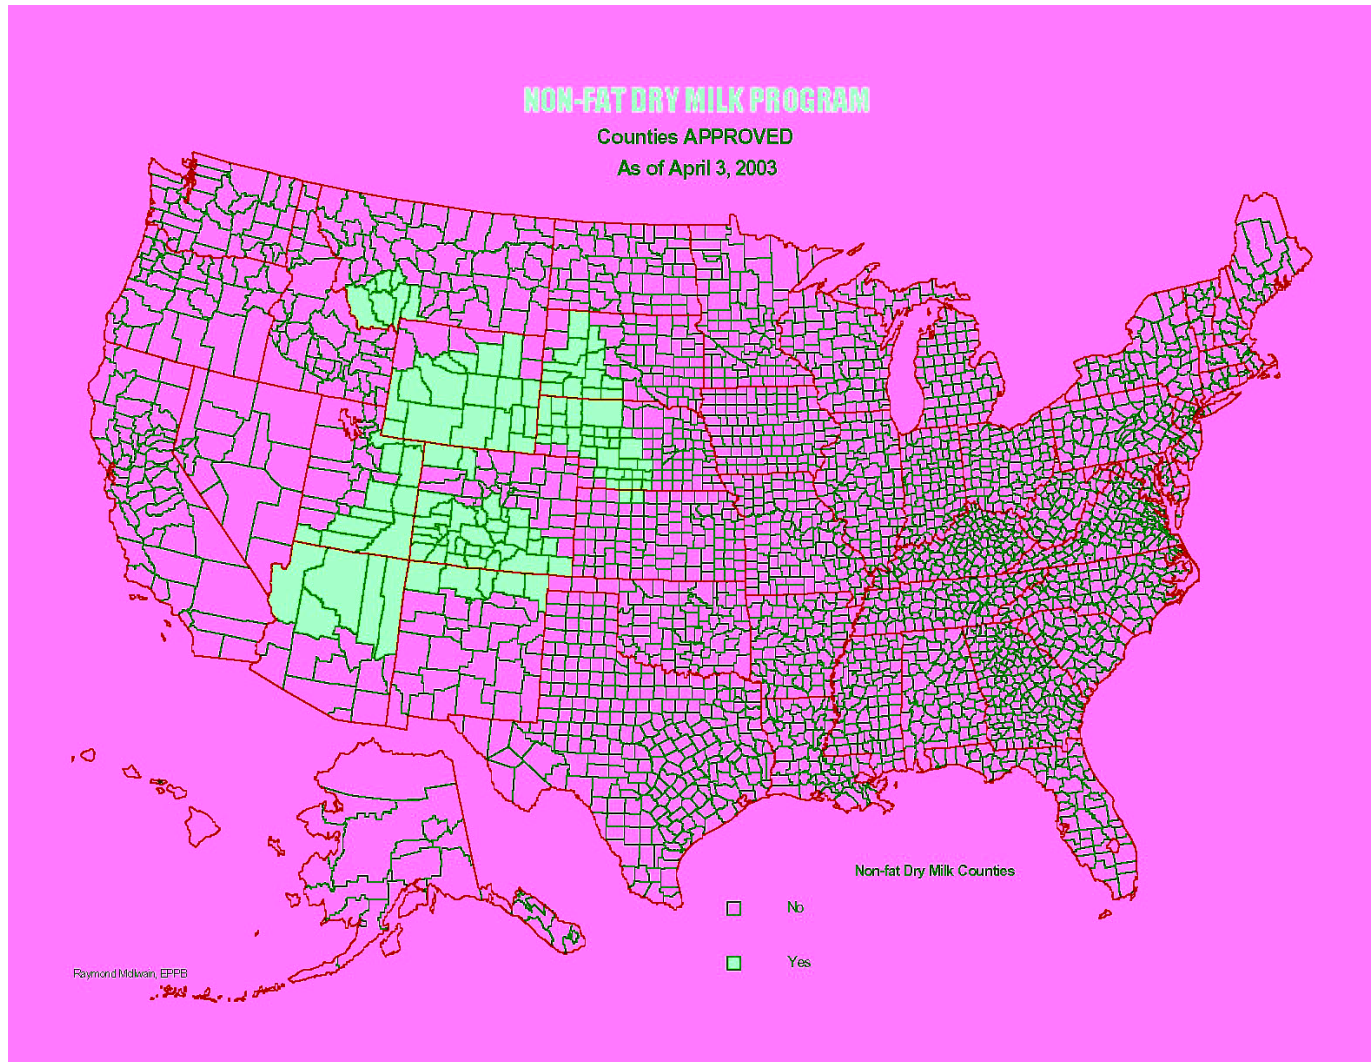 NON-FAT DRY MILK PROGRAM
Counties APPROVED
As of April 3, 2003
Non-fat Dry Milk Counties
No
Yes
Raymond McIlwain, EPPB